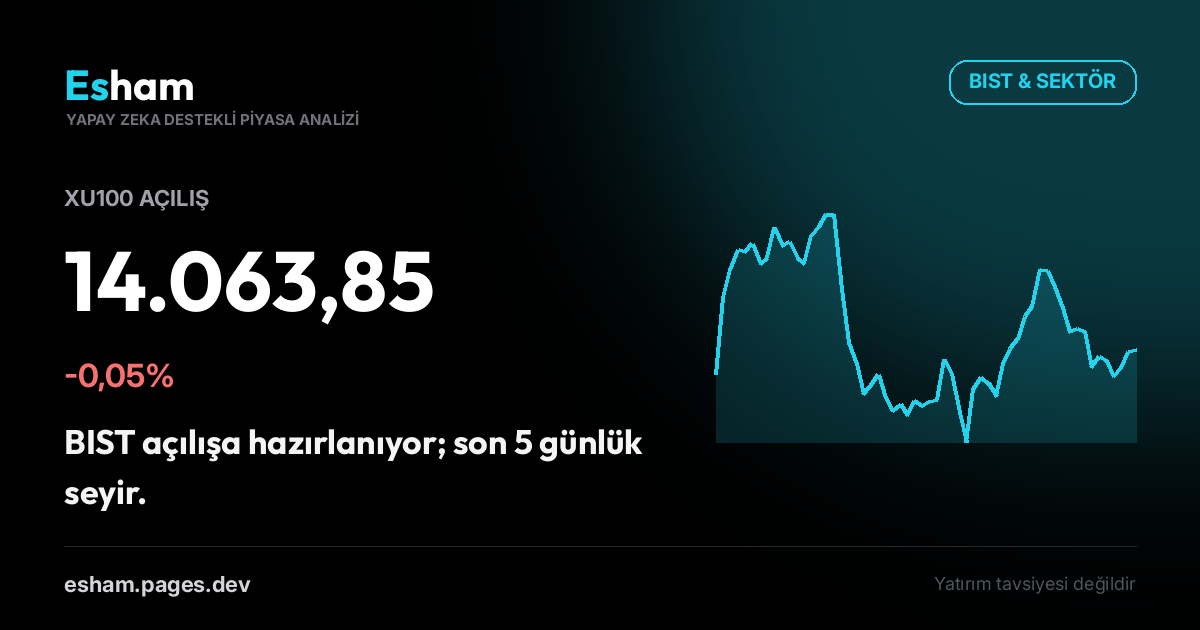 Esham
BIST & SEKTÖR
YAPAY ZEKA DESTEKLİ PİYASA ANALİZİ
XU100 AÇILIŞ
14.063,85
-0,05%
BIST açılışa hazırlanıyor; son 5 günlük
seyir.
esham.pages.dev
Yatırım tavsiyesi değildir